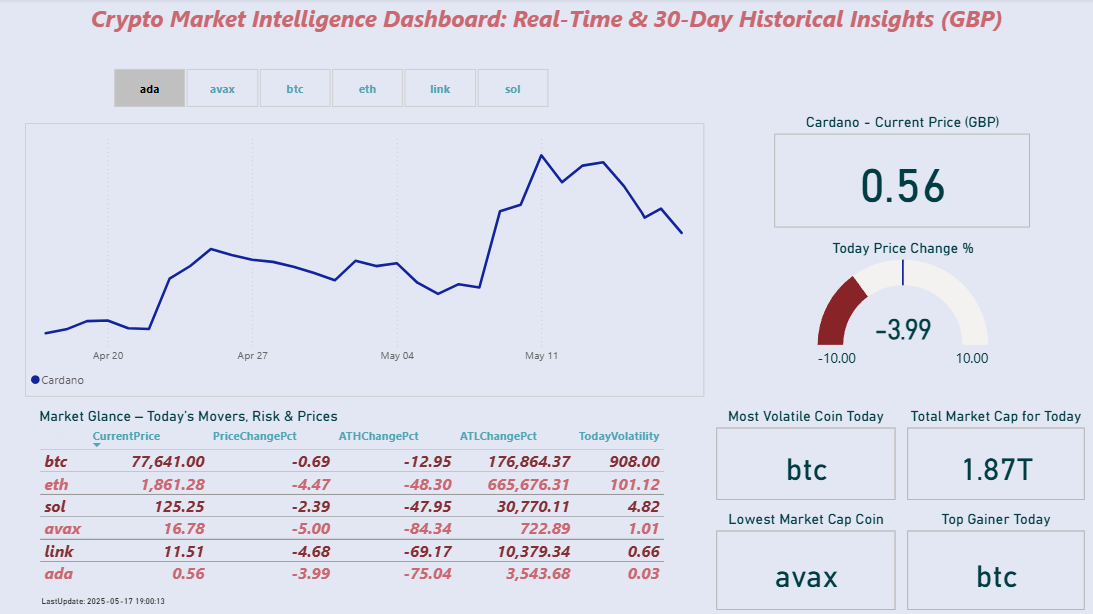 Crypto Market Intelligence Dashboard: Real-Time & 30-Day Historical Insights (GBP)
ada avax btc eth link sol
Apr 20 Apr 27 May 04 May 11
Cardano
Cardano - Current Price (GBP)
0.56
Today Price Change %
-3.99
-10.00 10.00
Market Glance – Today's Movers, Risk & Prices
CurrentPrice PriceChangePct ATHChangePct ATLChangePct TodayVolatility
btc 77,641.00 -0.69 -12.95 176,864.37 908.00
eth 1,861.28 -4.47 -48.30 665,676.31 101.12
sol 125.25 -2.39 -47.95 30,770.11 4.82
avax 16.78 -5.00 -84.34 722.89 1.01
link 11.51 -4.68 -69.17 10,379.34 0.66
ada 0.56 -3.99 -75.04 3,543.68 0.03
LastUpdate: 2025-05-17 19:00:13
Most Volatile Coin Today
btc
Total Market Cap for Today
1.87T
Lowest Market Cap Coin
avax
Top Gainer Today
btc